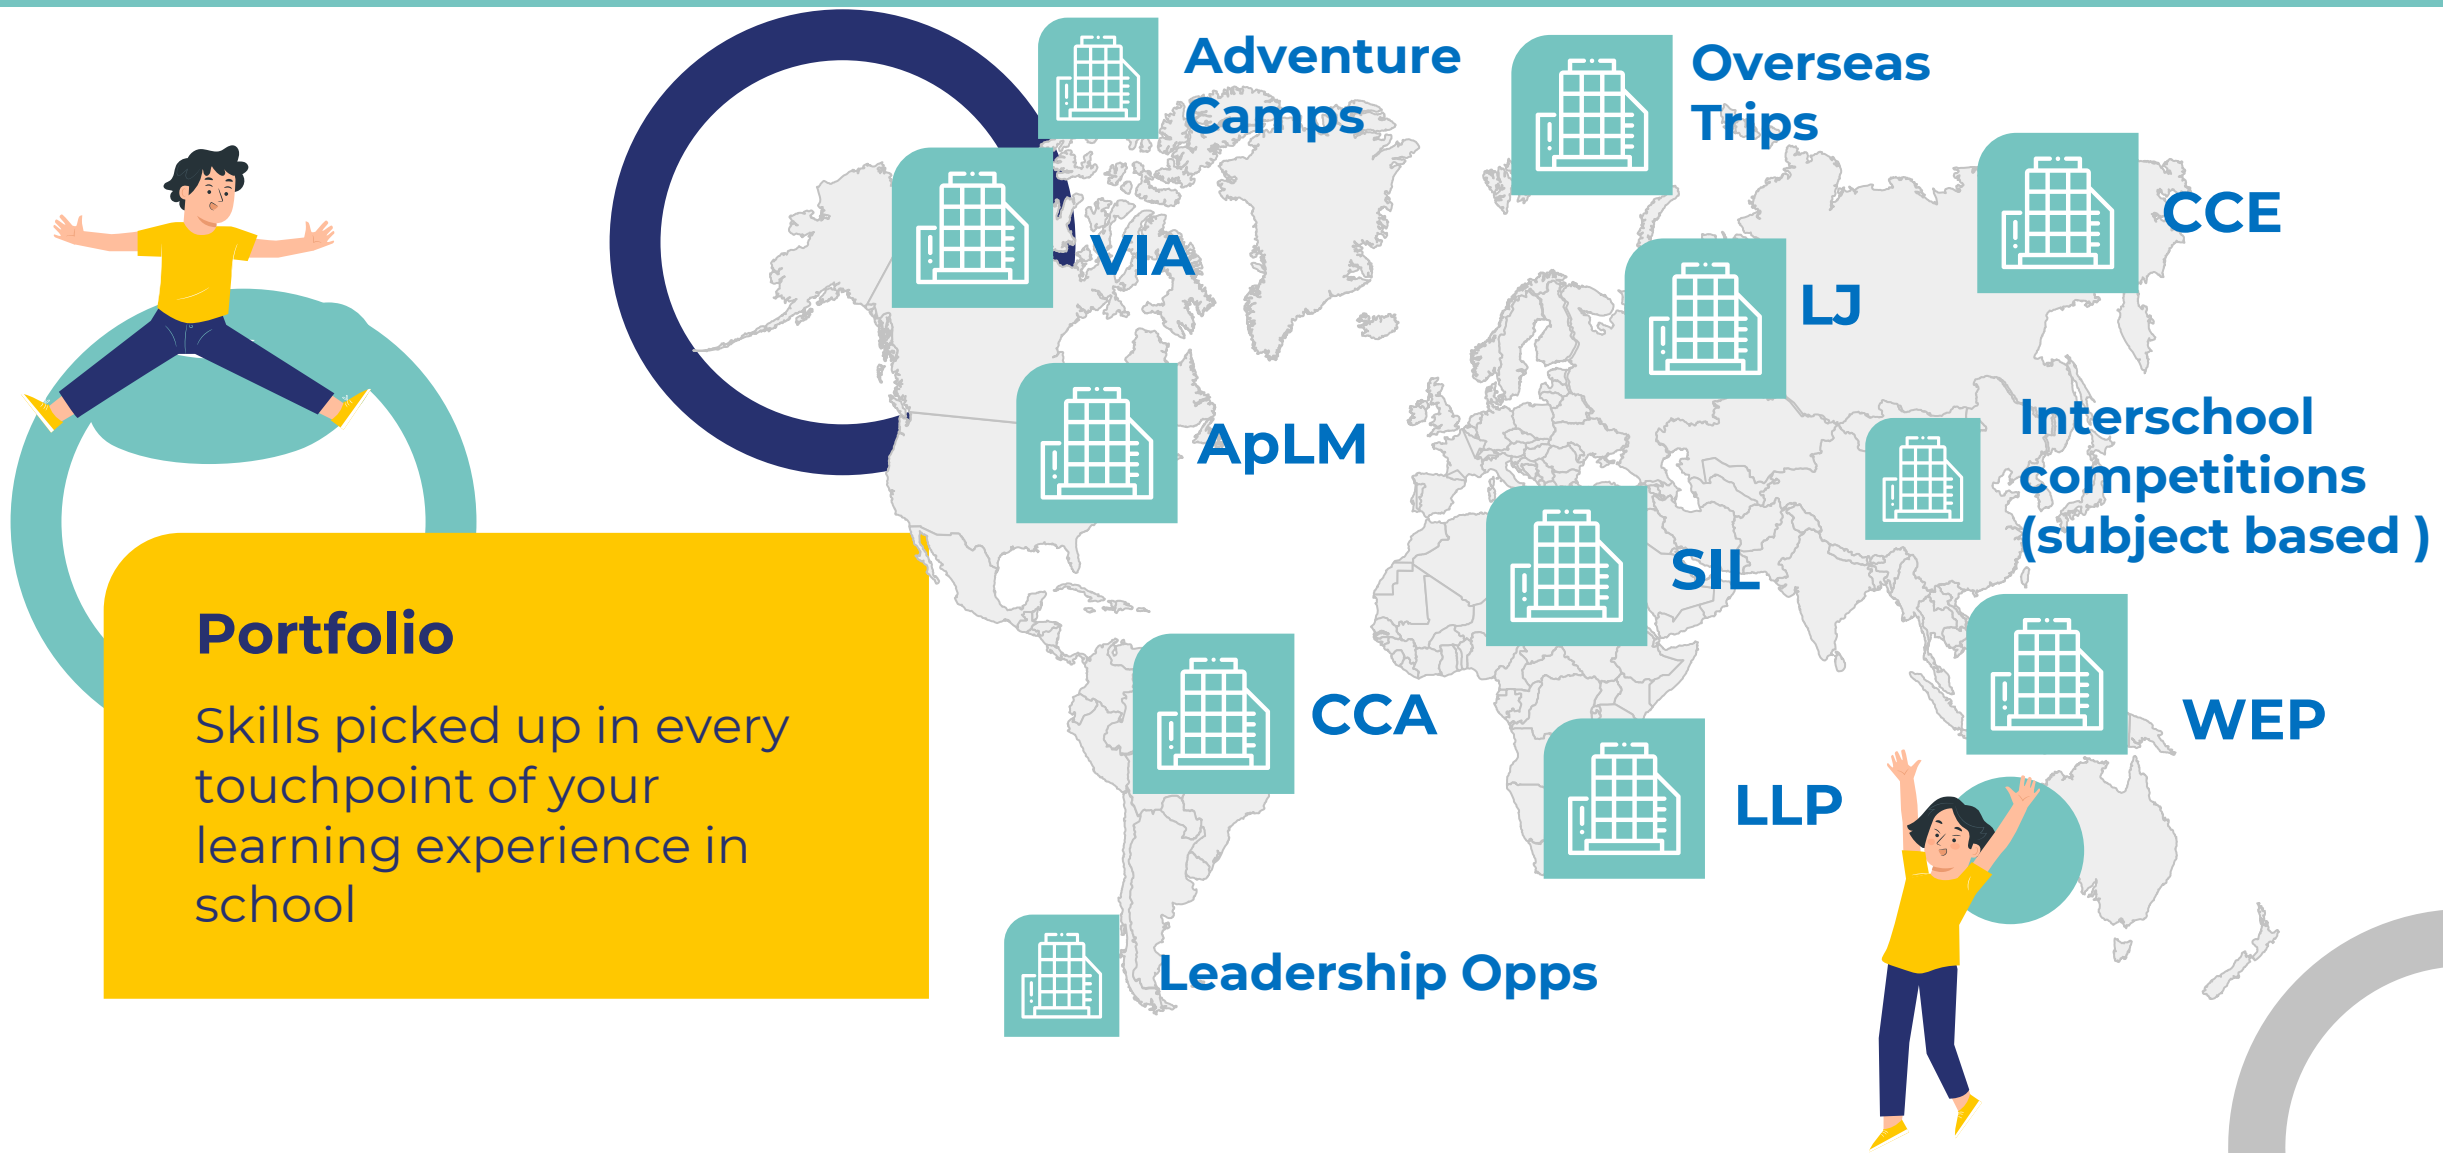 Adventure
Camps
Overseas
Trips
CCE
VIA
LJ
ApLM
Interschool
competitions
(subject based )
SIL
Portfolio
Skills picked up in every
touchpoint of your
learning experience in
school
CCA
WEP
LLP
Leadership Opps